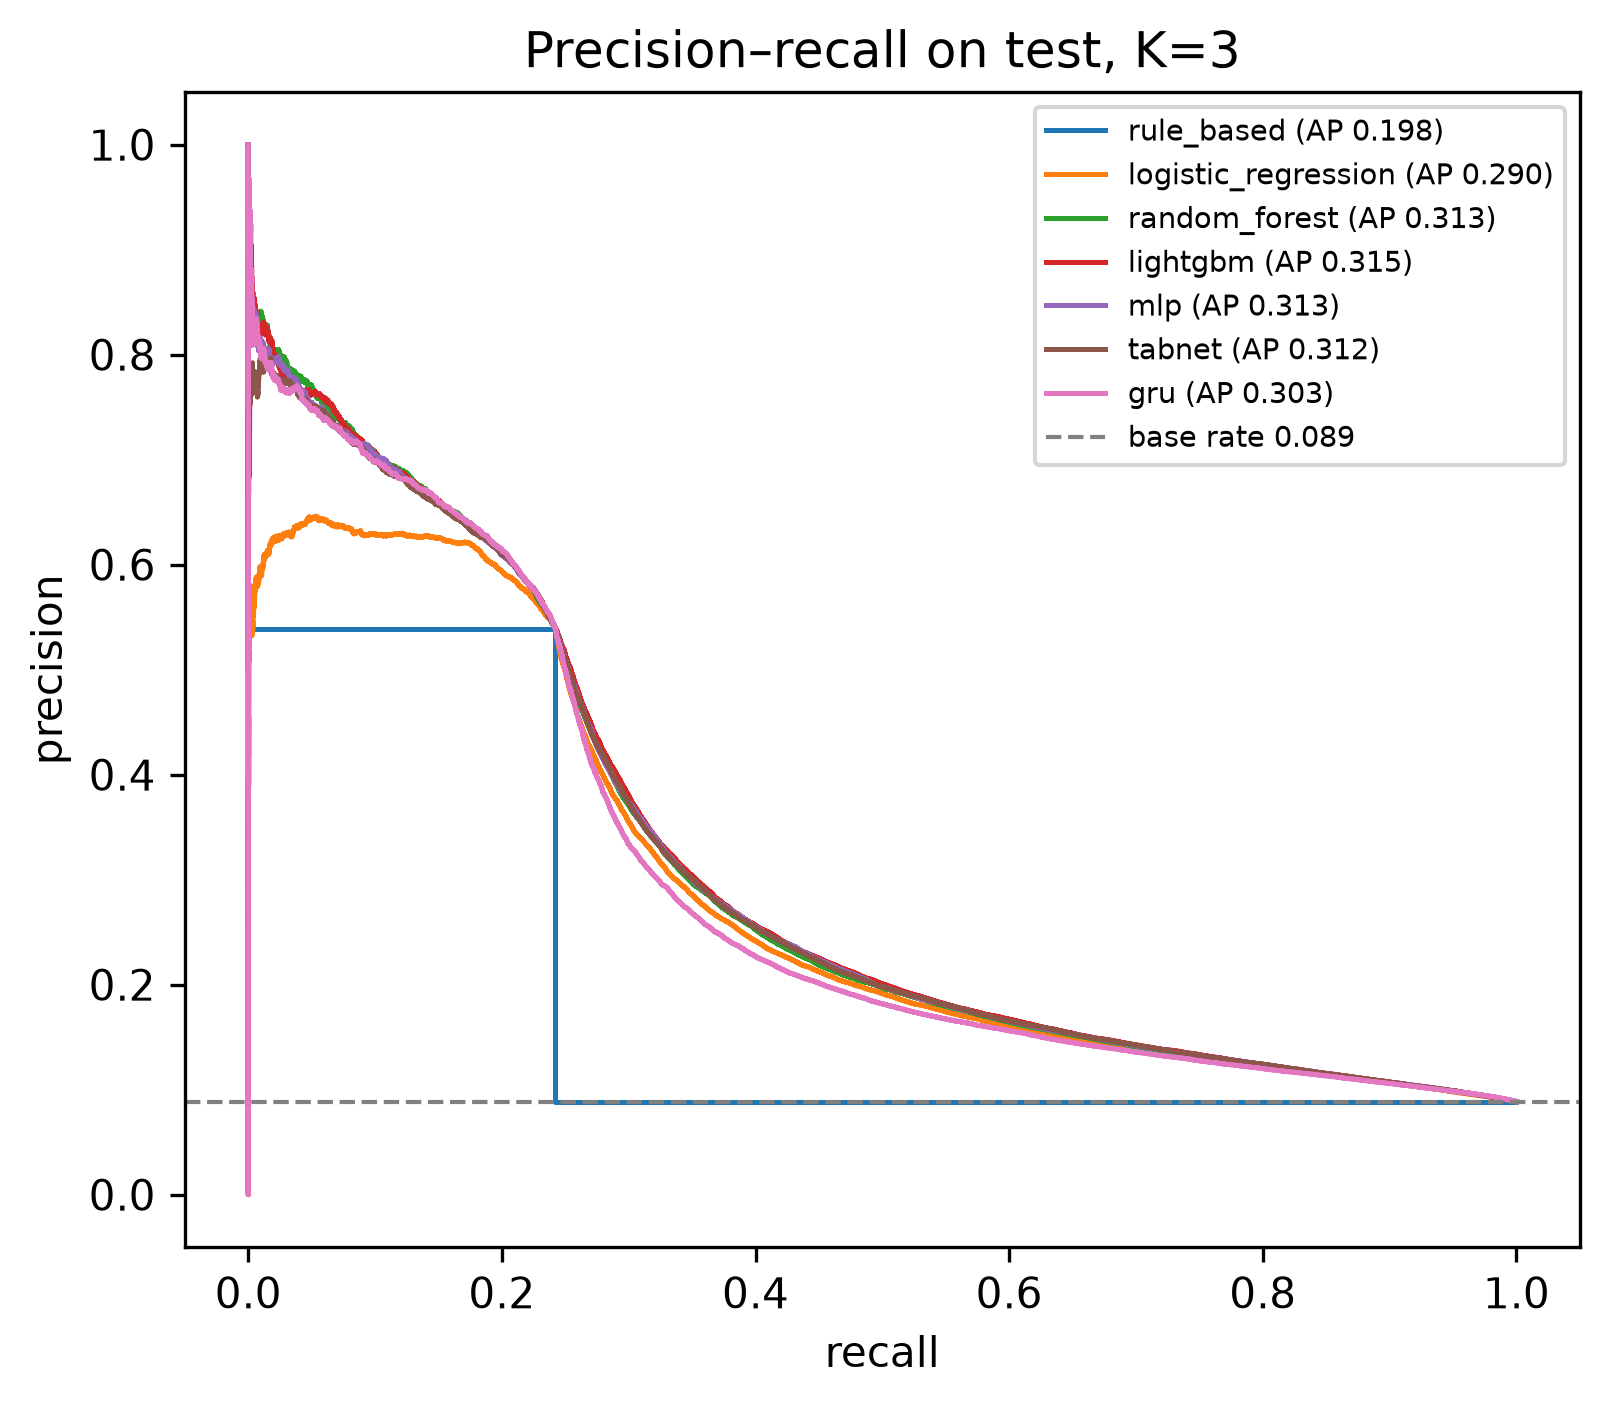 Precision–recall on test, K=3
rule_based (AP 0.198)
logistic_regression (AP 0.290)
random_forest (AP 0.313)
lightgbm (AP 0.315)
mlp (AP 0.313)
tabnet (AP 0.312)
gru (AP 0.303)
base rate 0.089
precision
1.0
0.8
0.6
0.4
0.2
0.0
0.0 0.2 0.4 0.6 0.8 1.0
recall